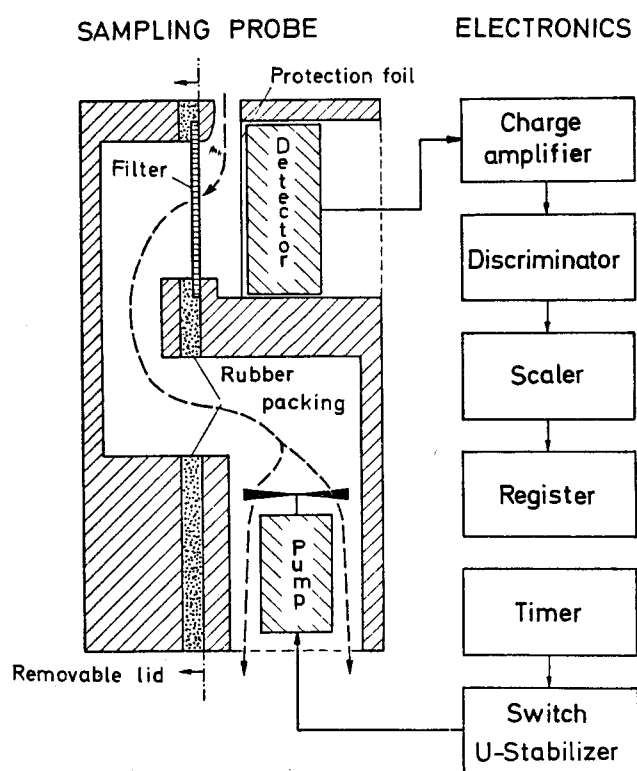 SAMPLING PROBE
ELECTRONICS
Protection foil
Filter
Detector
Rubber
packing
Pump
Removable lid
Charge
amplifier
Discriminator
Scaler
Register
Timer
Switch
U-Stabilizer